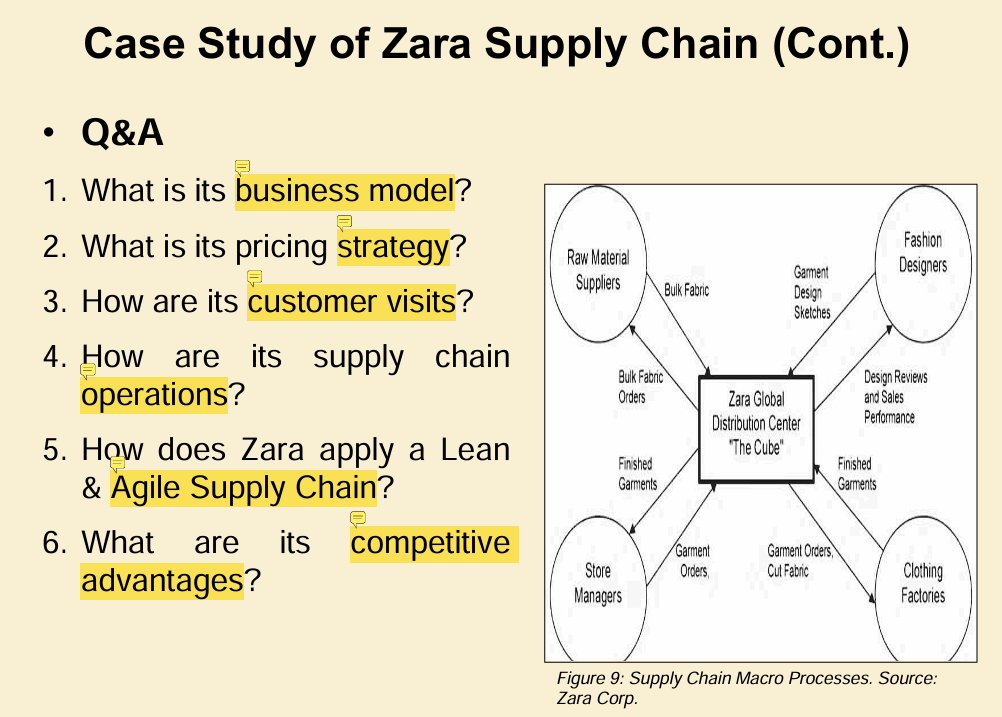 Case Study of Zara Supply Chain (Cont.)
• Q&A
1. What is its business model?
2. What is its pricing strategy?
3. How are its customer visits?
4. How are its supply chain
operations?
5. How does Zara apply a Lean
& Agile Supply Chain?
6. What are its competitive
advantages?
Raw Material
Suppliers
Fashion
Designers
Bulk Fabric
Garment
Design
Sketches
Bulk Fabric
Orders
Zara Global
Distribution Center
"The Cube"
Design Reviews
and Sales
Performance
Finished
Garments
Finished
Garments
Store
Managers
Garment
Orders,
Garment Orders,
Cut Fabric
Clothing
Factories
Figure 9: Supply Chain Macro Processes. Source:
Zara Corp.